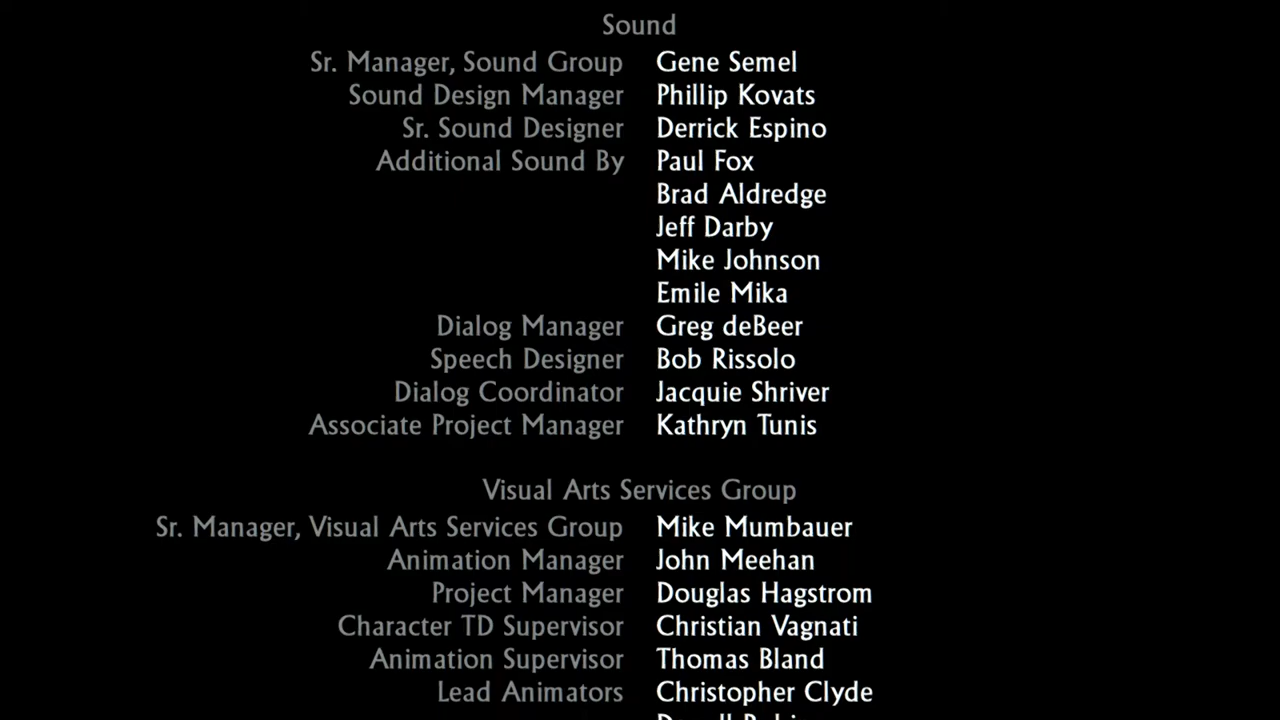 Sound
Sr. Manager, Sound Group Gene Semel
Sound Design Manager Phillip Kovats
Sr. Sound Designer Derrick Espino
Additional Sound By Paul Fox
Brad Aldredge
Jeff Darby
Mike Johnson
Emile Mika
Dialog Manager Greg deBeer
Speech Designer Bob Rissolo
Dialog Coordinator Jacquie Shriver
Associate Project Manager Kathryn Tunis
Visual Arts Services Group
Sr. Manager, Visual Arts Services Group Mike Mumbauer
Animation Manager John Meehan
Project Manager Douglas Hagstrom
Character TD Supervisor Christian Vagnati
Animation Supervisor Thomas Bland
Lead Animators Christopher Clyde